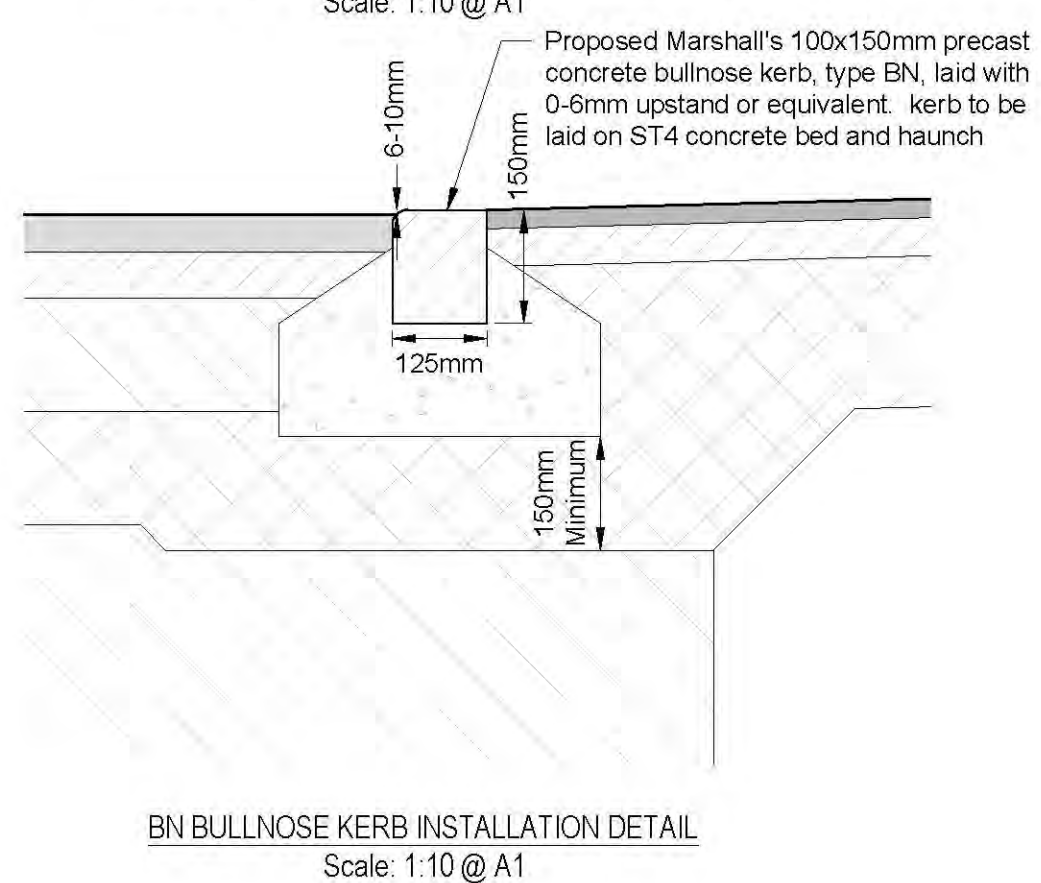 Scale: 1:10 @ A1
Proposed Marshall's 100x150mm precast
concrete bullnose kerb, type BN, laid with
0-6mm upstand or equivalent. kerb to be
laid on ST4 concrete bed and haunch
6-10mm
150mm
125mm
150mm
Minimum
BN BULLNOSE KERB INSTALLATION DETAIL
Scale: 1:10 @ A1